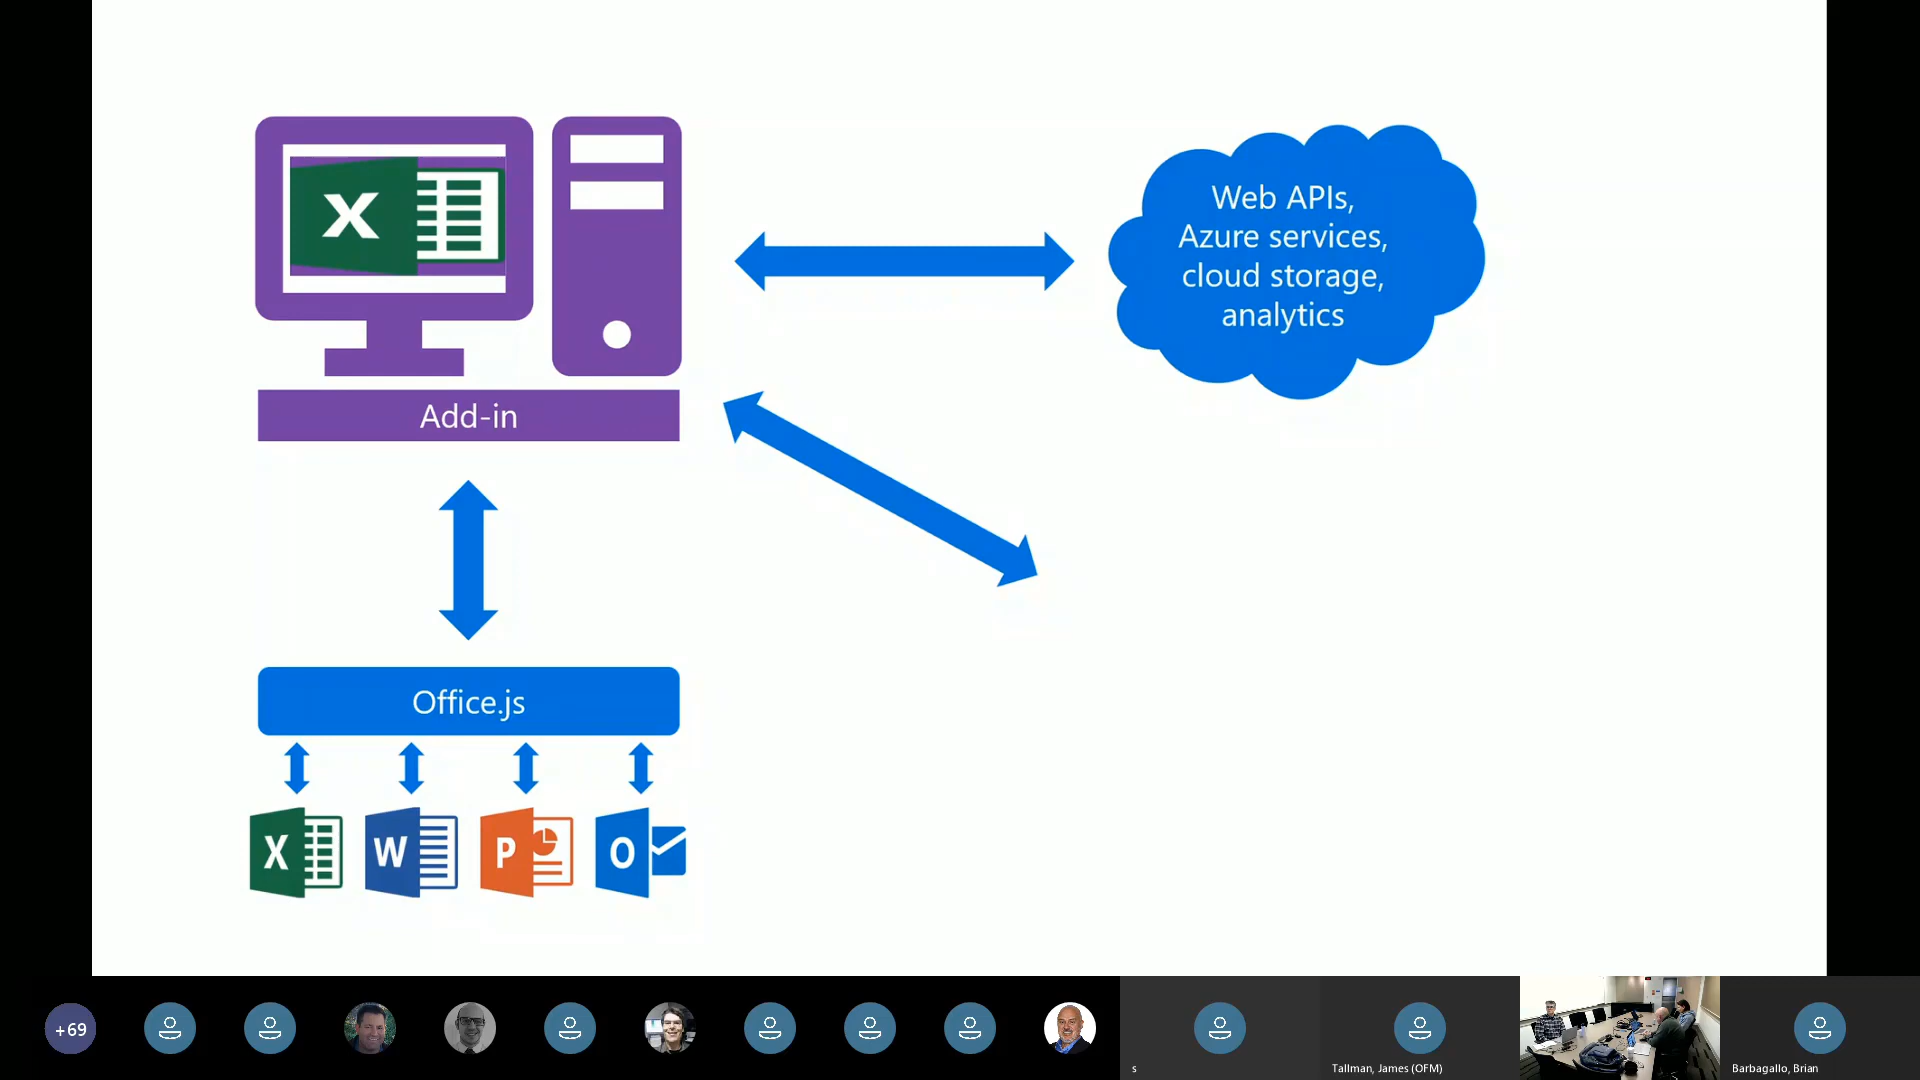 X
Web APIs,
Azure services,
cloud storage,
analytics
Add-in
Office.js
X
W
P
O
+69
s
Tallman, James (OFM)
Barbagallo, Brian